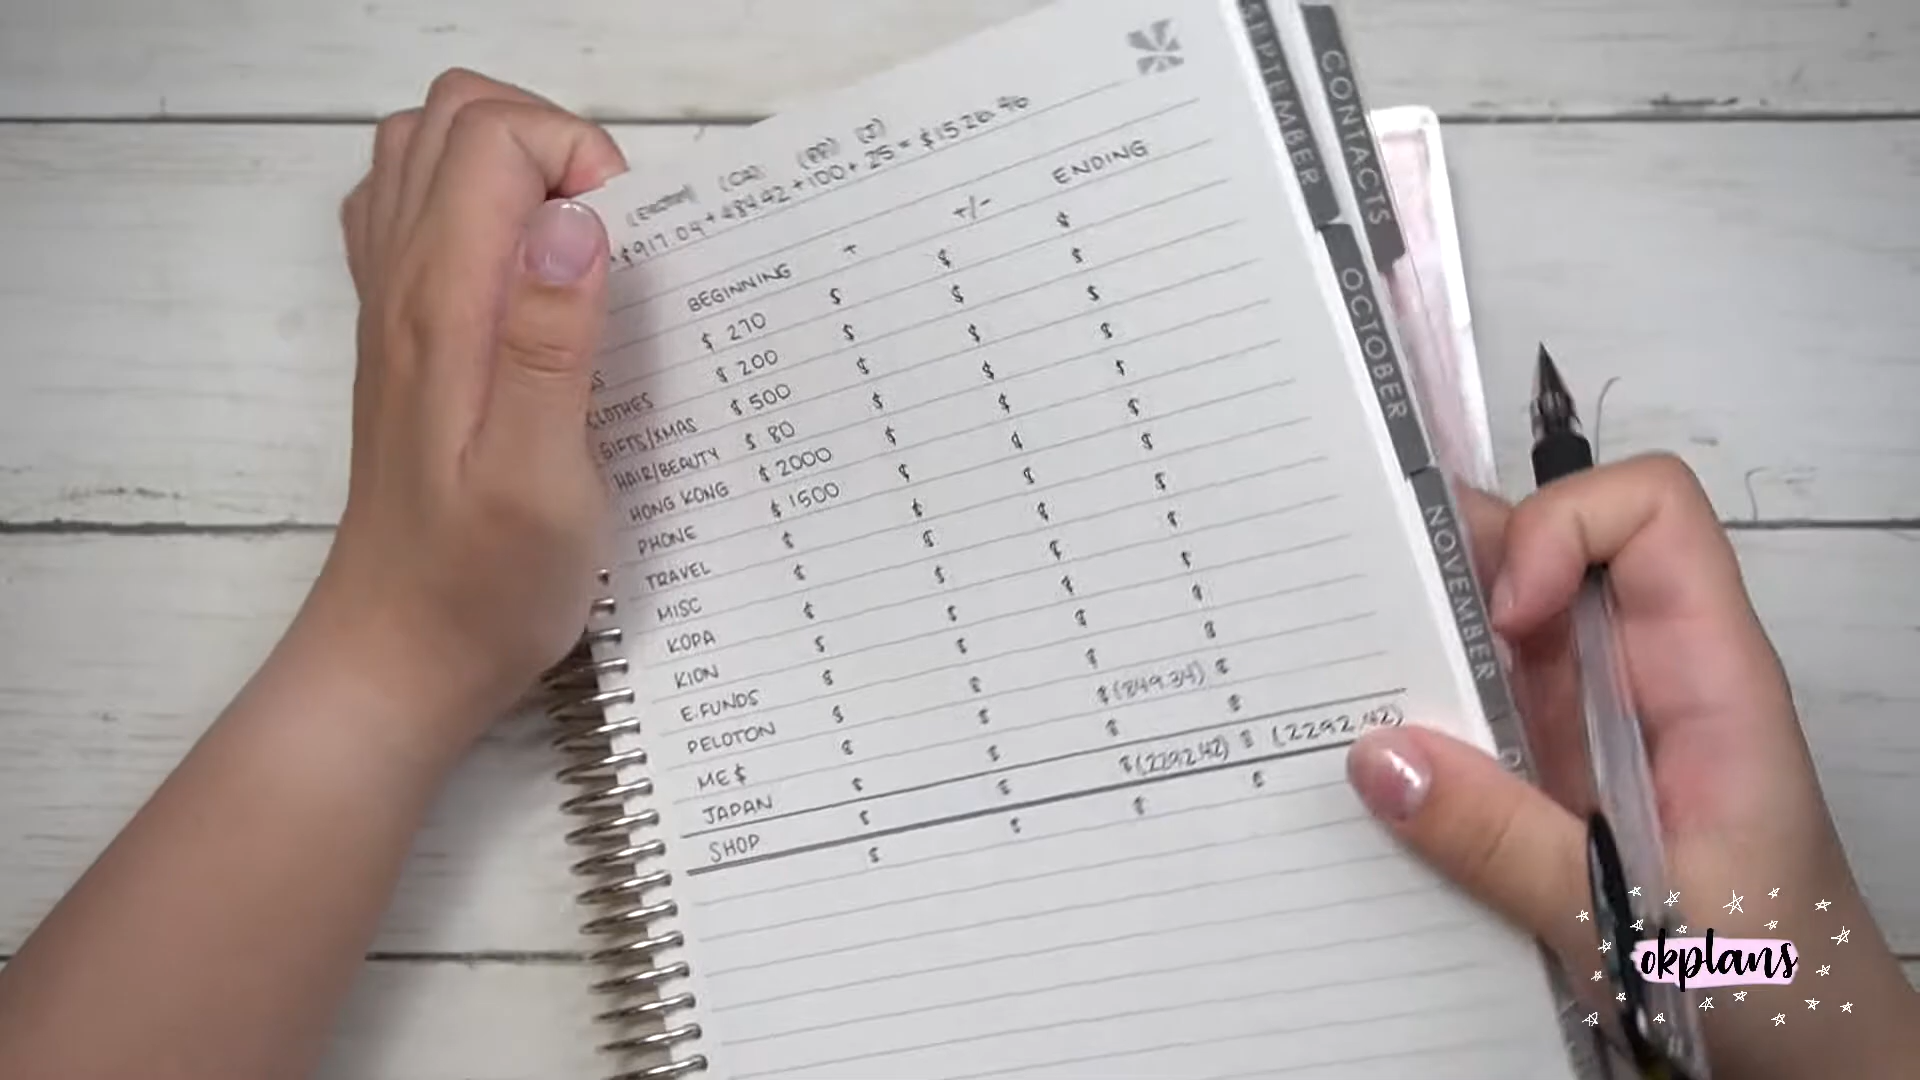 (CA) (PP) (J)
$917.04 + 484.42 + 100 + 25 = $1526.46
BEGINNING + +/- ENDING
$ 270 $ $ $
$ 200 $ $ $
CLOTHES $ 500 $ $ $
GIFTS/XMAS $ 80 $ $ $
HAIR/BEAUTY $ 2000 $ $ $
HONG KONG $ 1500 $ $ $
PHONE $ $ $ $
TRAVEL $ $ $ $
MISC $ $ $ $
KOPA $ $ $ $
KION $ $ $ $
E.FUNDS $ $ $ $
PELOTON $ $ $ $
ME$ $ $ $(849.34) $
JAPAN $ $ $ $
SHOP $ $ $(2292.42) $ (2292.42)
$ $ $ $
SEPTEMBER
CONTACTS
OCTOBER
NOVEMBER
okplans